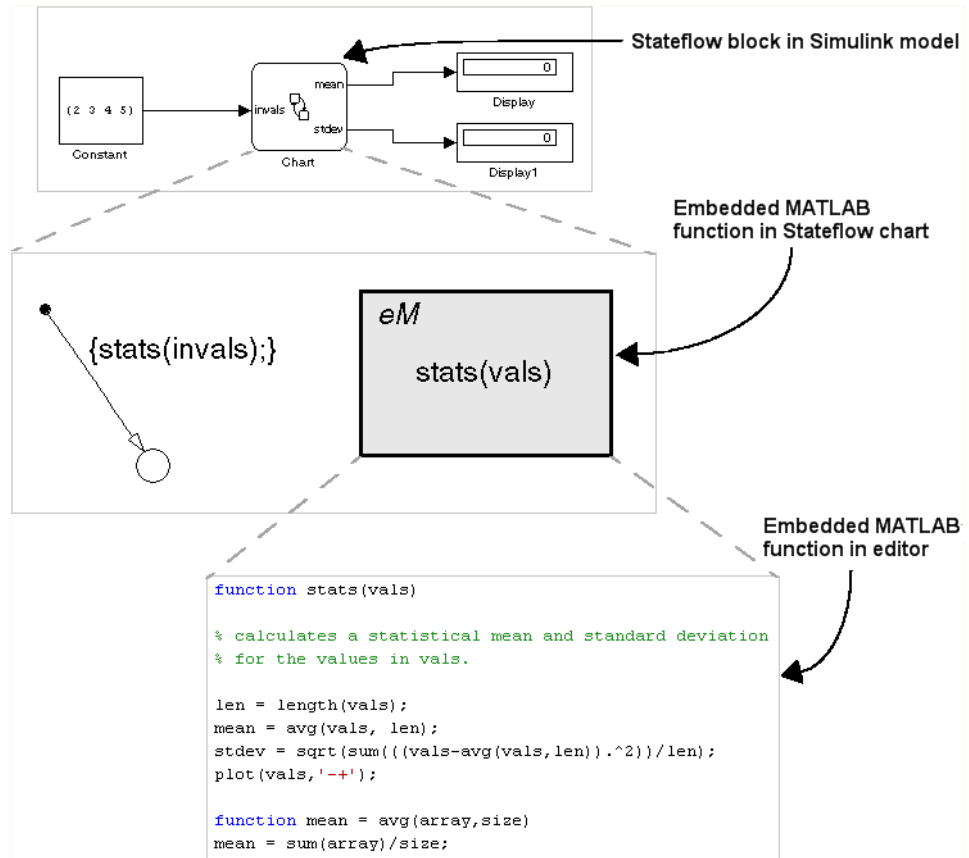 Stateflow block in Simulink model
(2 3 4 5)
Constant
invals
mean
stdev
Chart
0
Display
0
Display1
Embedded MATLAB
function in Stateflow chart
{stats(invals);}
eM
stats(vals)
Embedded MATLAB
function in editor
function stats(vals)
% calculates a statistical mean and standard deviation
% for the values in vals.
len = length(vals);
mean = avg(vals, len);
stdev = sqrt(sum(((vals-avg(vals,len)).^2))/len);
plot(vals,'-+');
function mean = avg(array,size)
mean = sum(array)/size;